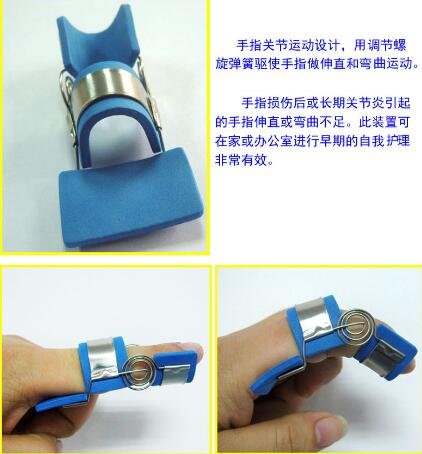 手指关节运动设计，用调节螺
旋弹簧驱使手指做伸直和弯曲运动。
手指损伤后或长期关节炎引起
的手指伸直或弯曲不足。此装置可
在家或办公室进行早期的自我护理
非常有效。